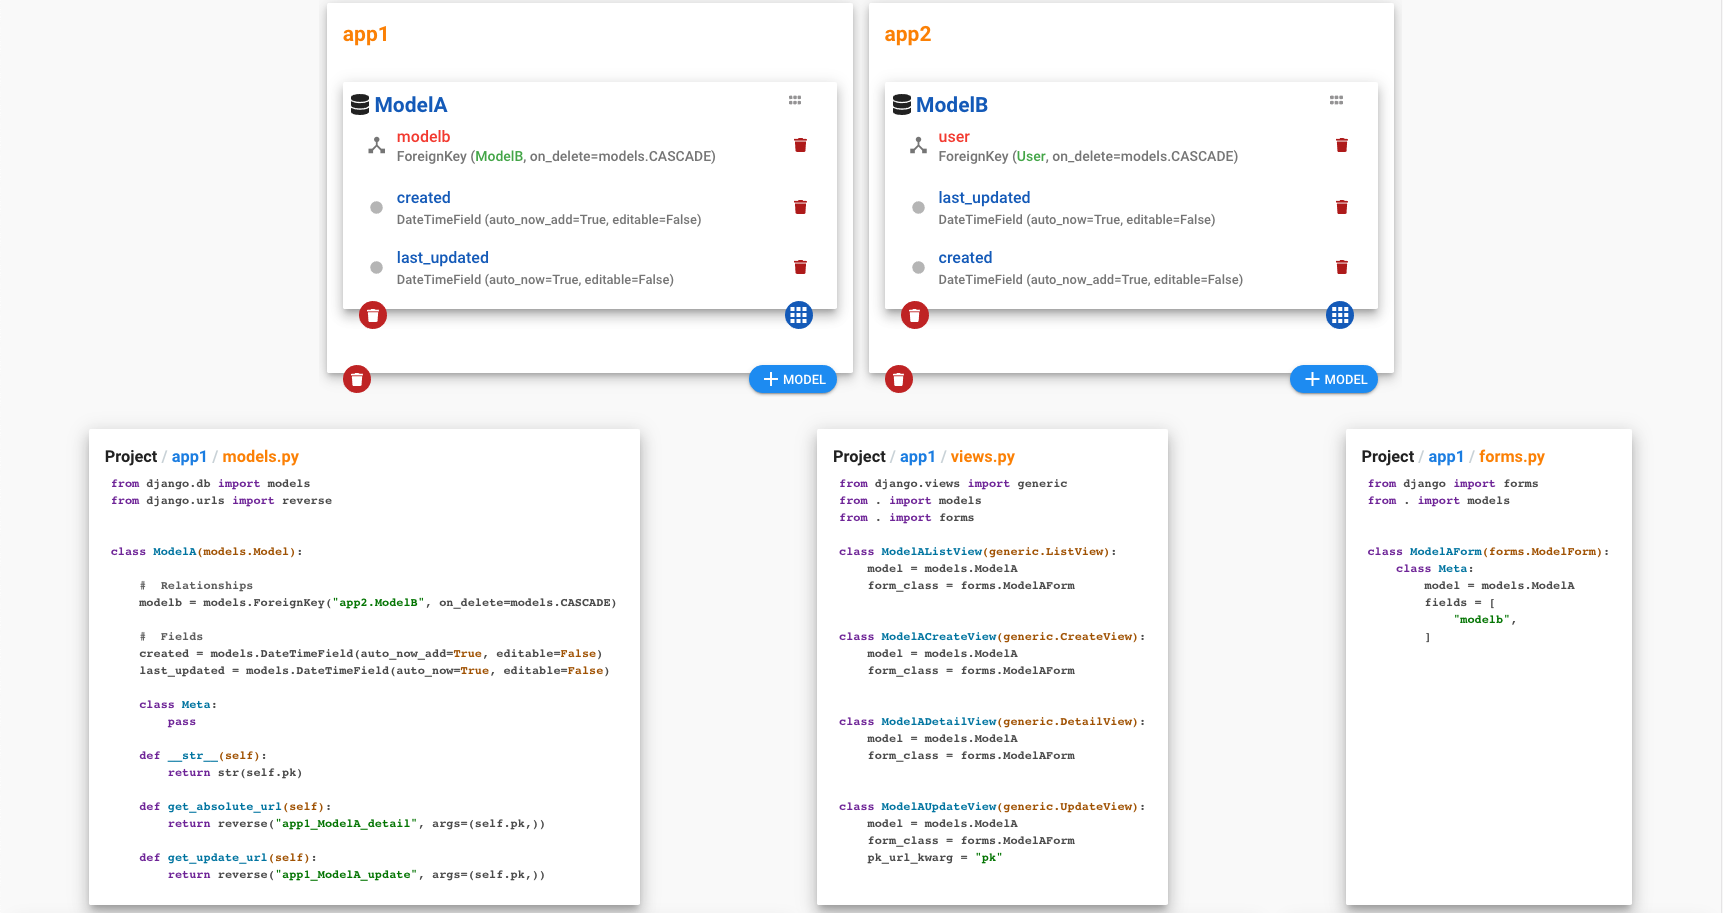 app1
ModelA
modelb
ForeignKey (ModelB, on_delete=models.CASCADE)
created
DateTimeField (auto_now_add=True, editable=False)
last_updated
DateTimeField (auto_now=True, editable=False)
+ MODEL
app2
ModelB
user
ForeignKey (User, on_delete=models.CASCADE)
last_updated
DateTimeField (auto_now=True, editable=False)
created
DateTimeField (auto_now_add=True, editable=False)
+ MODEL
Project / app1 / models.py
from django.db import models
from django.urls import reverse
class ModelA(models.Model):
#  Relationships
modelb = models.ForeignKey("app2.ModelB", on_delete=models.CASCADE)
#  Fields
created = models.DateTimeField(auto_now_add=True, editable=False)
last_updated = models.DateTimeField(auto_now=True, editable=False)
class Meta:
pass
def __str__(self):
return str(self.pk)
def get_absolute_url(self):
return reverse("app1_ModelA_detail", args=(self.pk,))
def get_update_url(self):
return reverse("app1_ModelA_update", args=(self.pk,))
Project / app1 / views.py
from django.views import generic
from . import models
from . import forms
class ModelAListView(generic.ListView):
model = models.ModelA
form_class = forms.ModelAForm
class ModelACreateView(generic.CreateView):
model = models.ModelA
form_class = forms.ModelAForm
class ModelADetailView(generic.DetailView):
model = models.ModelA
form_class = forms.ModelAForm
class ModelAUpdateView(generic.UpdateView):
model = models.ModelA
form_class = forms.ModelAForm
pk_url_kwarg = "pk"
Project / app1 / forms.py
from django import forms
from . import models
class ModelAForm(forms.ModelForm):
class Meta:
model = models.ModelA
fields = [
"modelb",
]